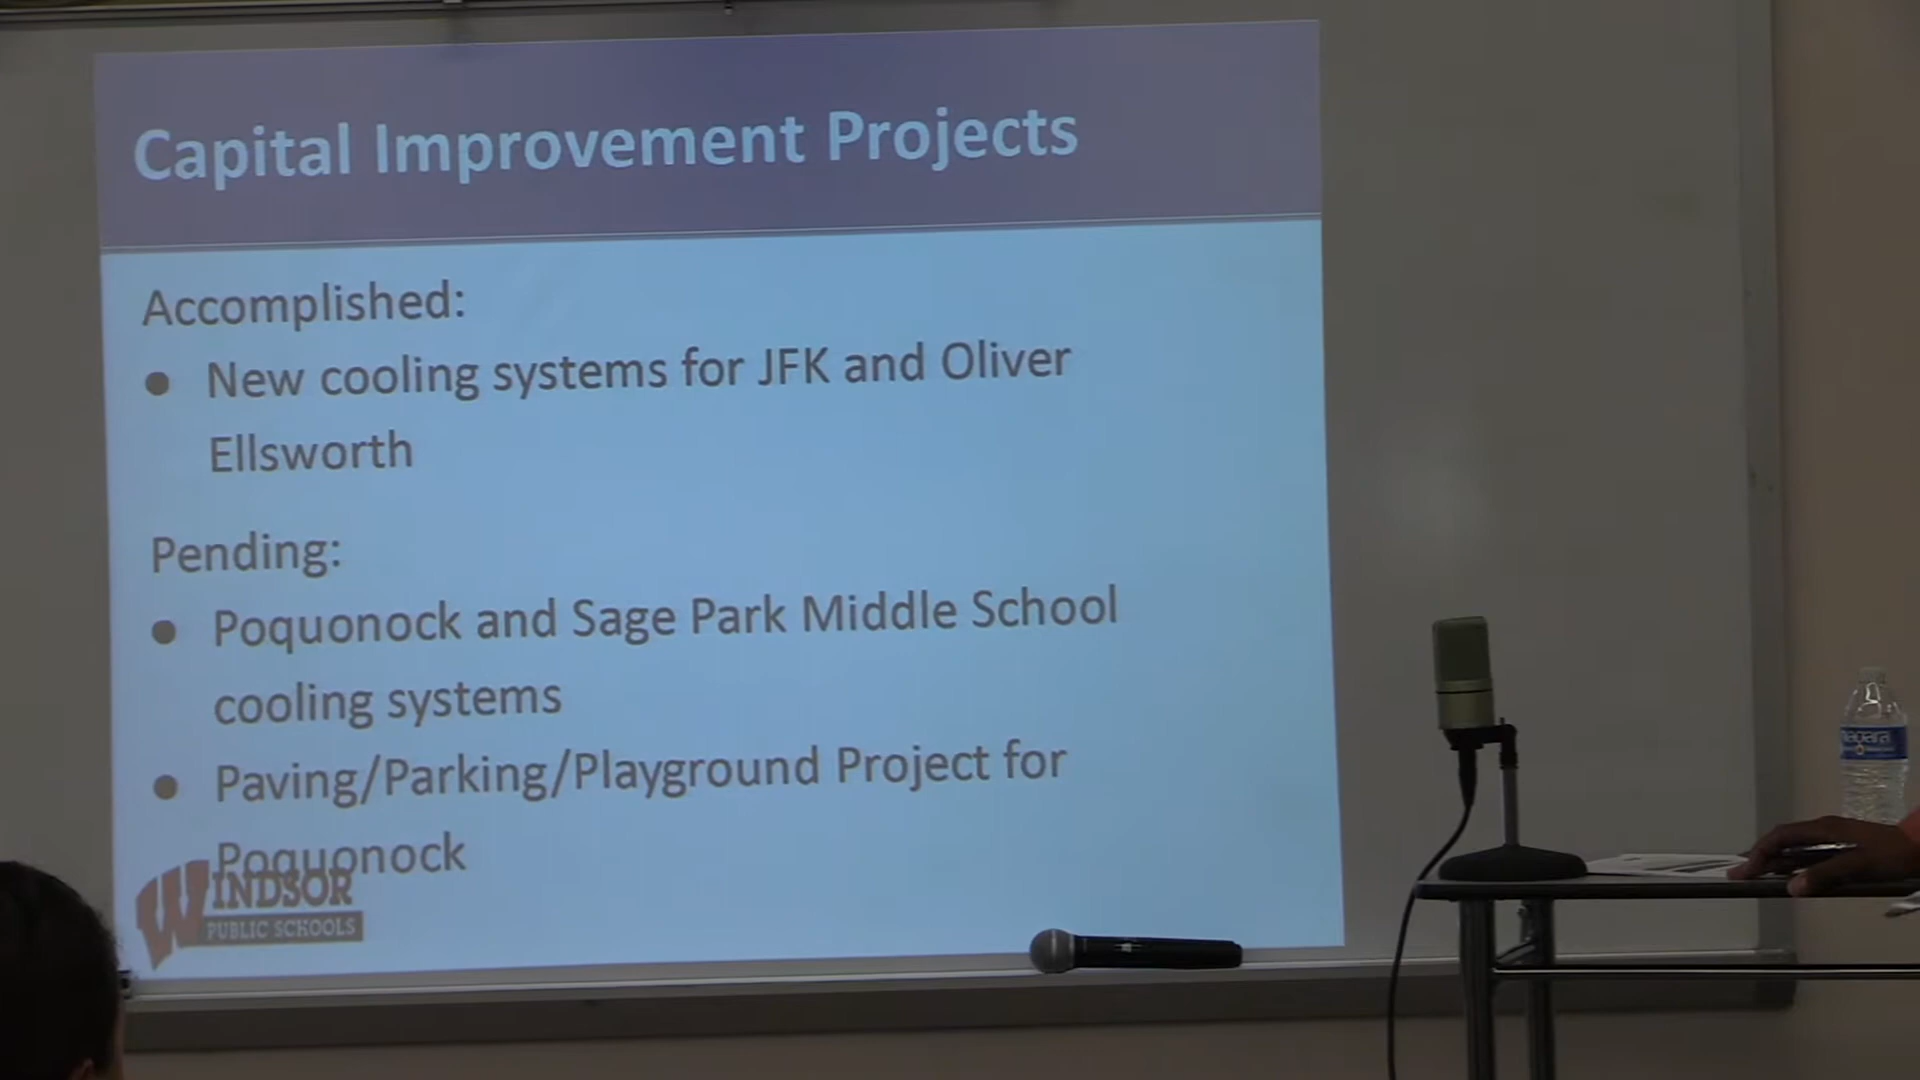 Capital Improvement Projects
Accomplished:
● New cooling systems for JFK and Oliver
Ellsworth
Pending:
● Poquonock and Sage Park Middle School
cooling systems
● Paving/Parking/Playground Project for
Poquonock
WINDSOR
PUBLIC SCHOOLS